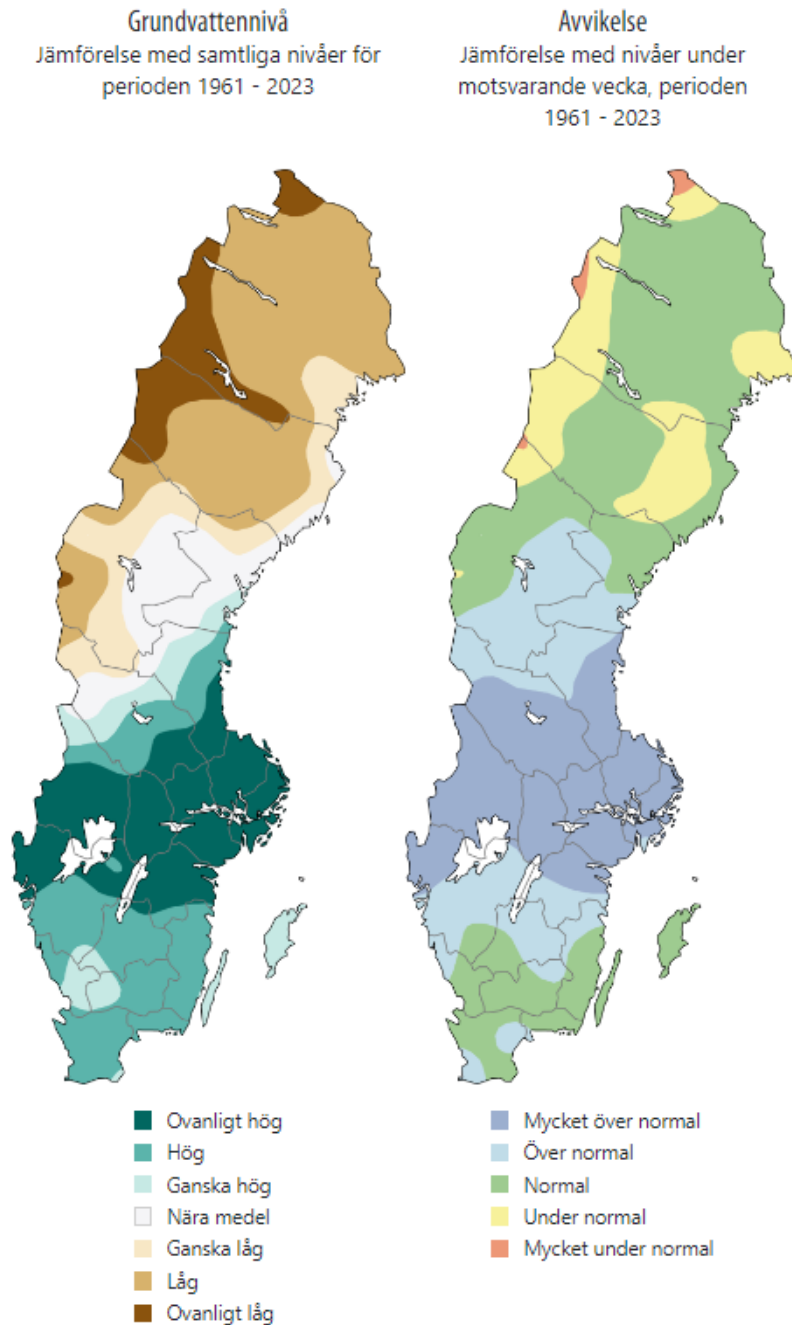 Grundvattennivå
Jämförelse med samtliga nivåer för
perioden 1961 - 2023
Avvikelse
Jämförelse med nivåer under
motsvarande vecka, perioden
1961 - 2023
Ovanligt hög
Hög
Ganska hög
Nära medel
Ganska låg
Låg
Ovanligt låg
Mycket över normal
Över normal
Normal
Under normal
Mycket under normal